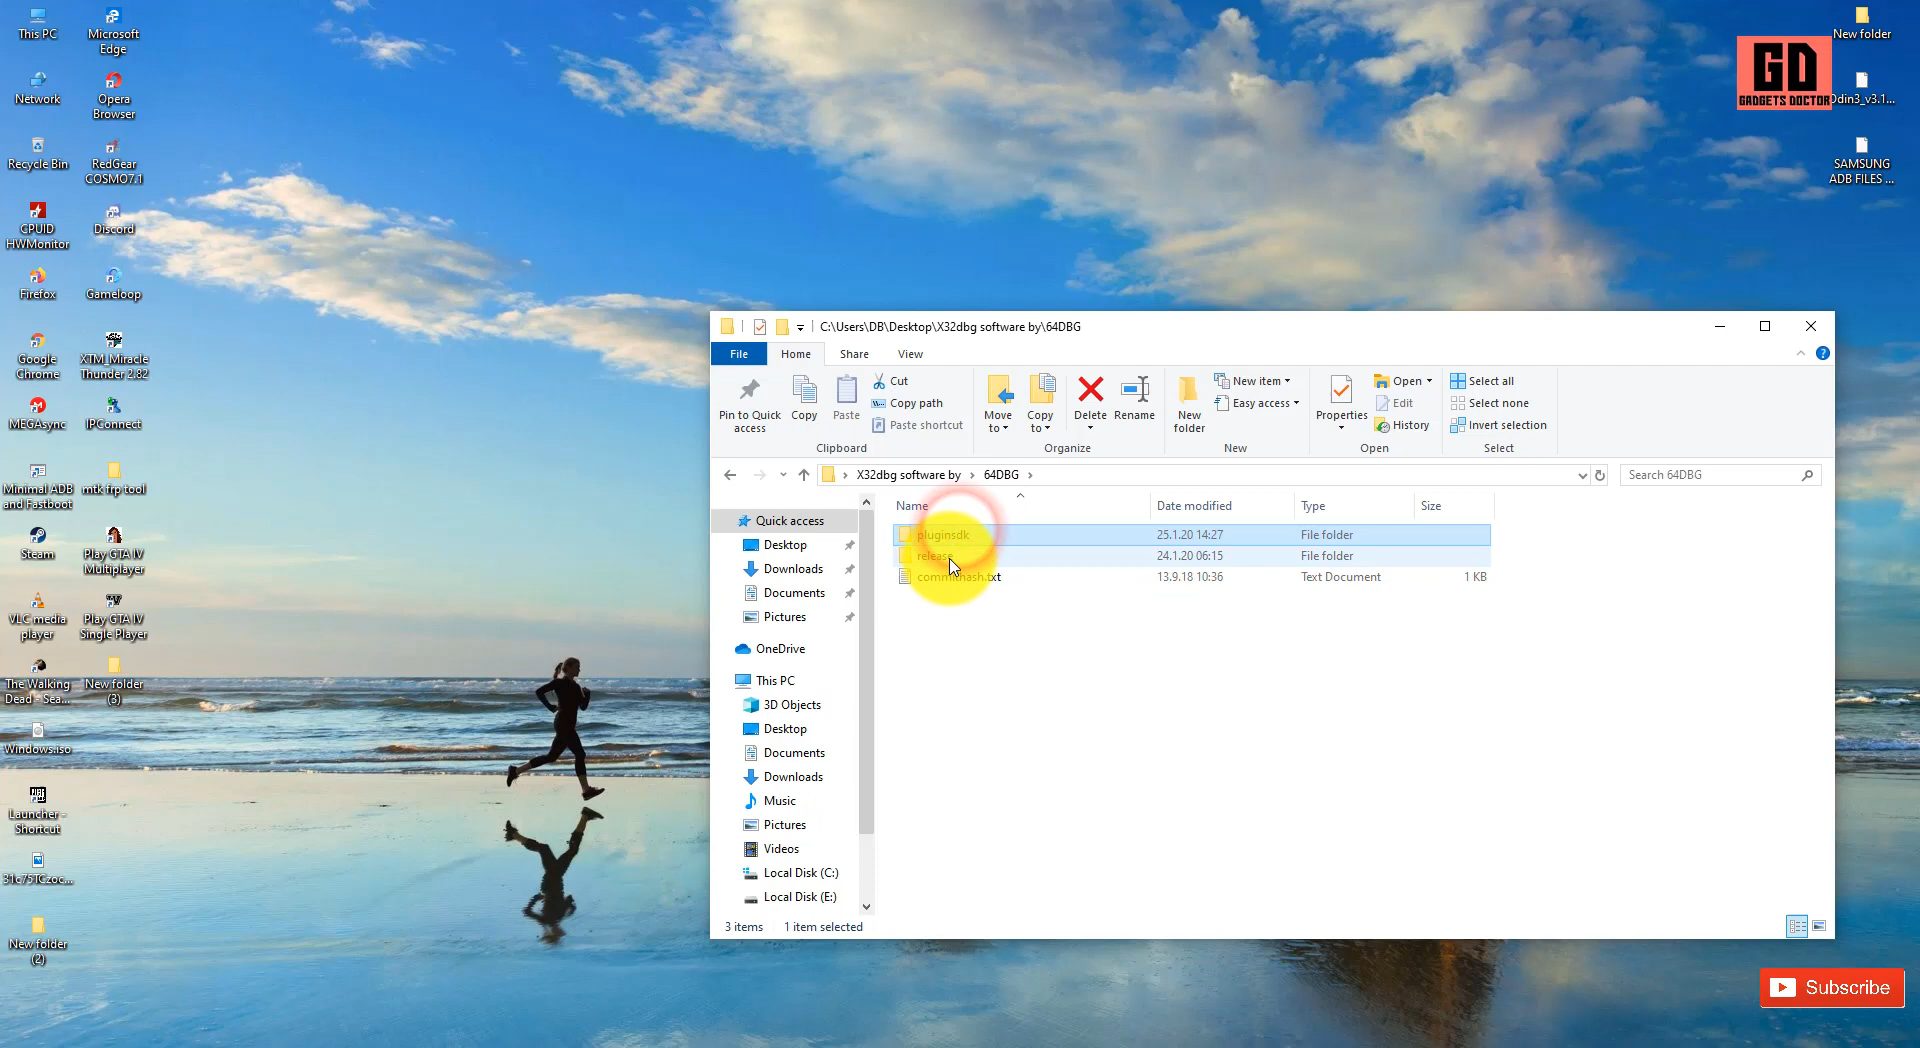 This PC
Microsoft
Edge
Network
Opera
Browser
Recycle Bin
RedGear
COSMO7.1
CPUID
HWMonitor
Discord
Firefox
Gameloop
Google
Chrome
XTM_Miracle
Thunder 2.82
MEGAsync
IPConnect
Minimal ADB
and Fastboot
mtk frp tool
Steam
Play GTA IV
Multiplayer
VLC media
player
Play GTA IV
Single Player
The Walking
Dead - Sea...
New folder
(3)
Windows.iso
Launcher -
Shortcut
31c75TCzoc...
New folder
(2)
New folder
GD
GADGETS DOCTOR
Odin3_v3.1...
SAMSUNG
ADB FILES ...
C:\Users\DB\Desktop\X32dbg software by\64DBG
File
Home
Share
View
Pin to Quick
access
Copy
Paste
Cut
Copy path
Paste shortcut
Clipboard
Move
to
Copy
to
Delete
Rename
Organize
New
folder
New item
Easy access
New
Properties
Open
Edit
History
Open
Select all
Select none
Invert selection
Select
X32dbg software by
64DBG
Search 64DBG
Name
Date modified
Type
Size
pluginsdk
25.1.20 14:27
File folder
release
24.1.20 06:15
File folder
commithash.txt
13.9.18 10:36
Text Document
1 KB
Quick access
Desktop
Downloads
Documents
Pictures
OneDrive
This PC
3D Objects
Desktop
Documents
Downloads
Music
Pictures
Videos
Local Disk (C:)
Local Disk (E:)
3 items
1 item selected
Subscribe